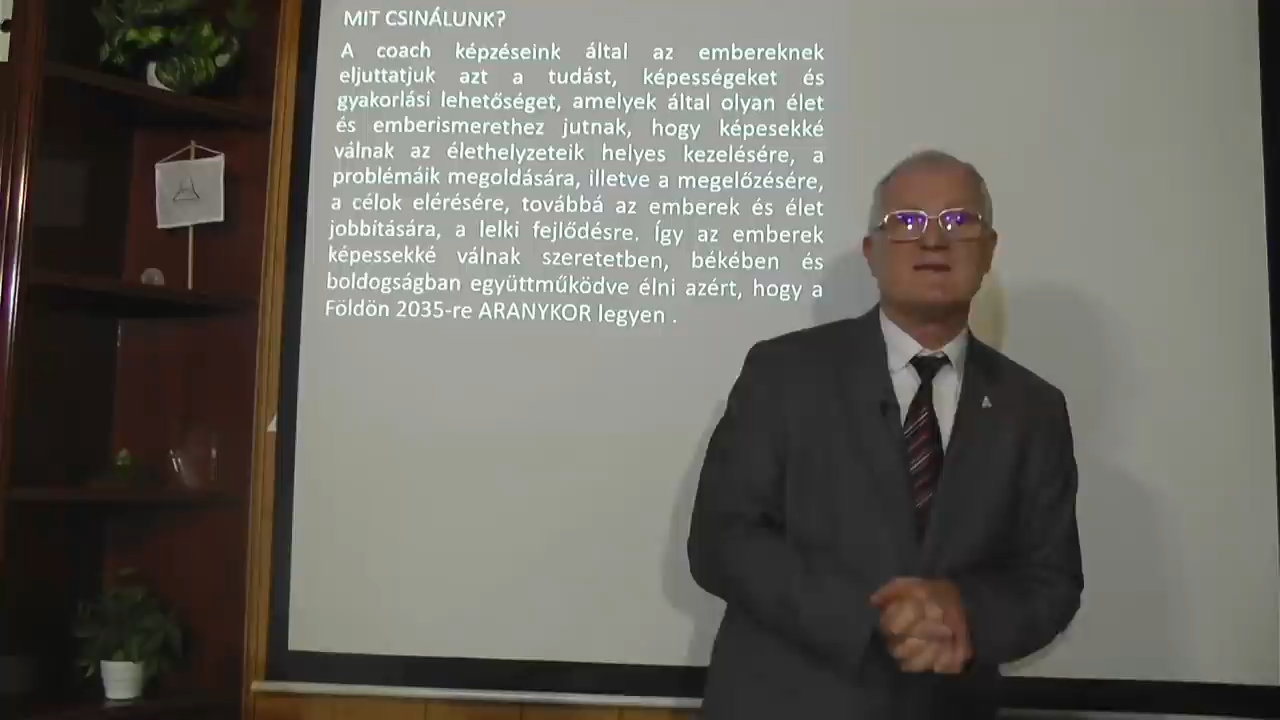 MIT CSINÁLUNK?
A coach képzéseink által az embereknek
eljuttatjuk azt a tudást, képességeket és
gyakorlási lehetőséget, amelyek által olyan élet
és emberismerethez jutnak, hogy képesekké
válnak az élethelyzeteik helyes kezelésére, a
problémáik megoldására, illetve a megelőzésére,
a célok elérésére, továbbá az emberek és élet
jobbítására, a lelki fejlődésre. Így az emberek
képessekké válnak szeretetben, békében és
boldogságban együttműködve élni azért, hogy a
Földön 2035-re ARANYKOR legyen .